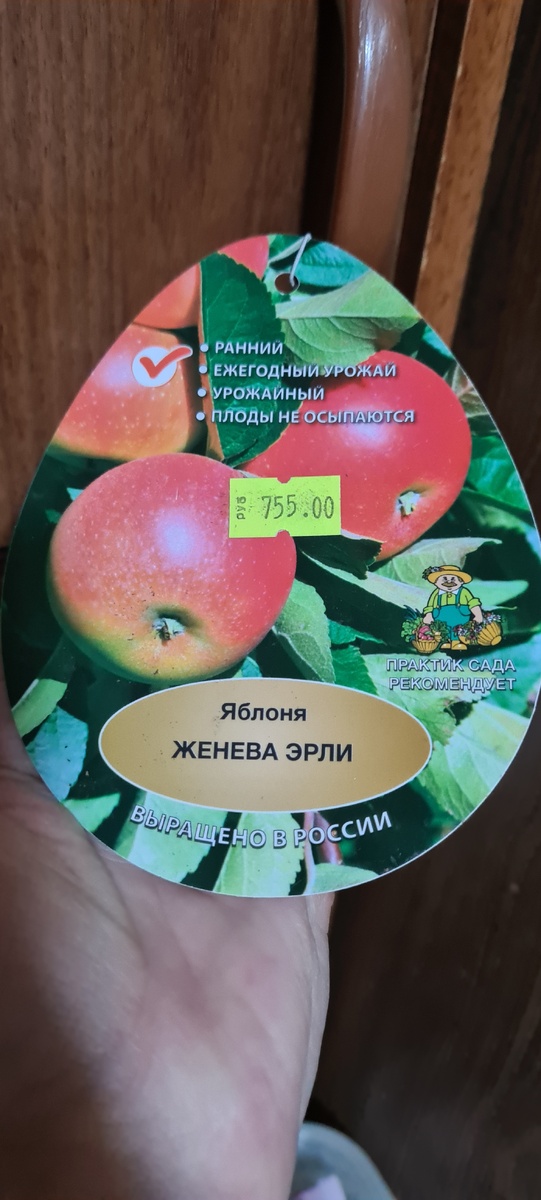 • РАННИЙ
• ЕЖЕГОДНЫЙ УРОЖАЙ
• УРОЖАЙНЫЙ
• ПЛОДЫ НЕ ОСЫПАЮТСЯ
руб 755.00
ПРАКТИК САДА
РЕКОМЕНДУЕТ
Яблоня
ЖЕНЕВА ЭРЛИ
ВЫРАЩЕНО В РОССИИ